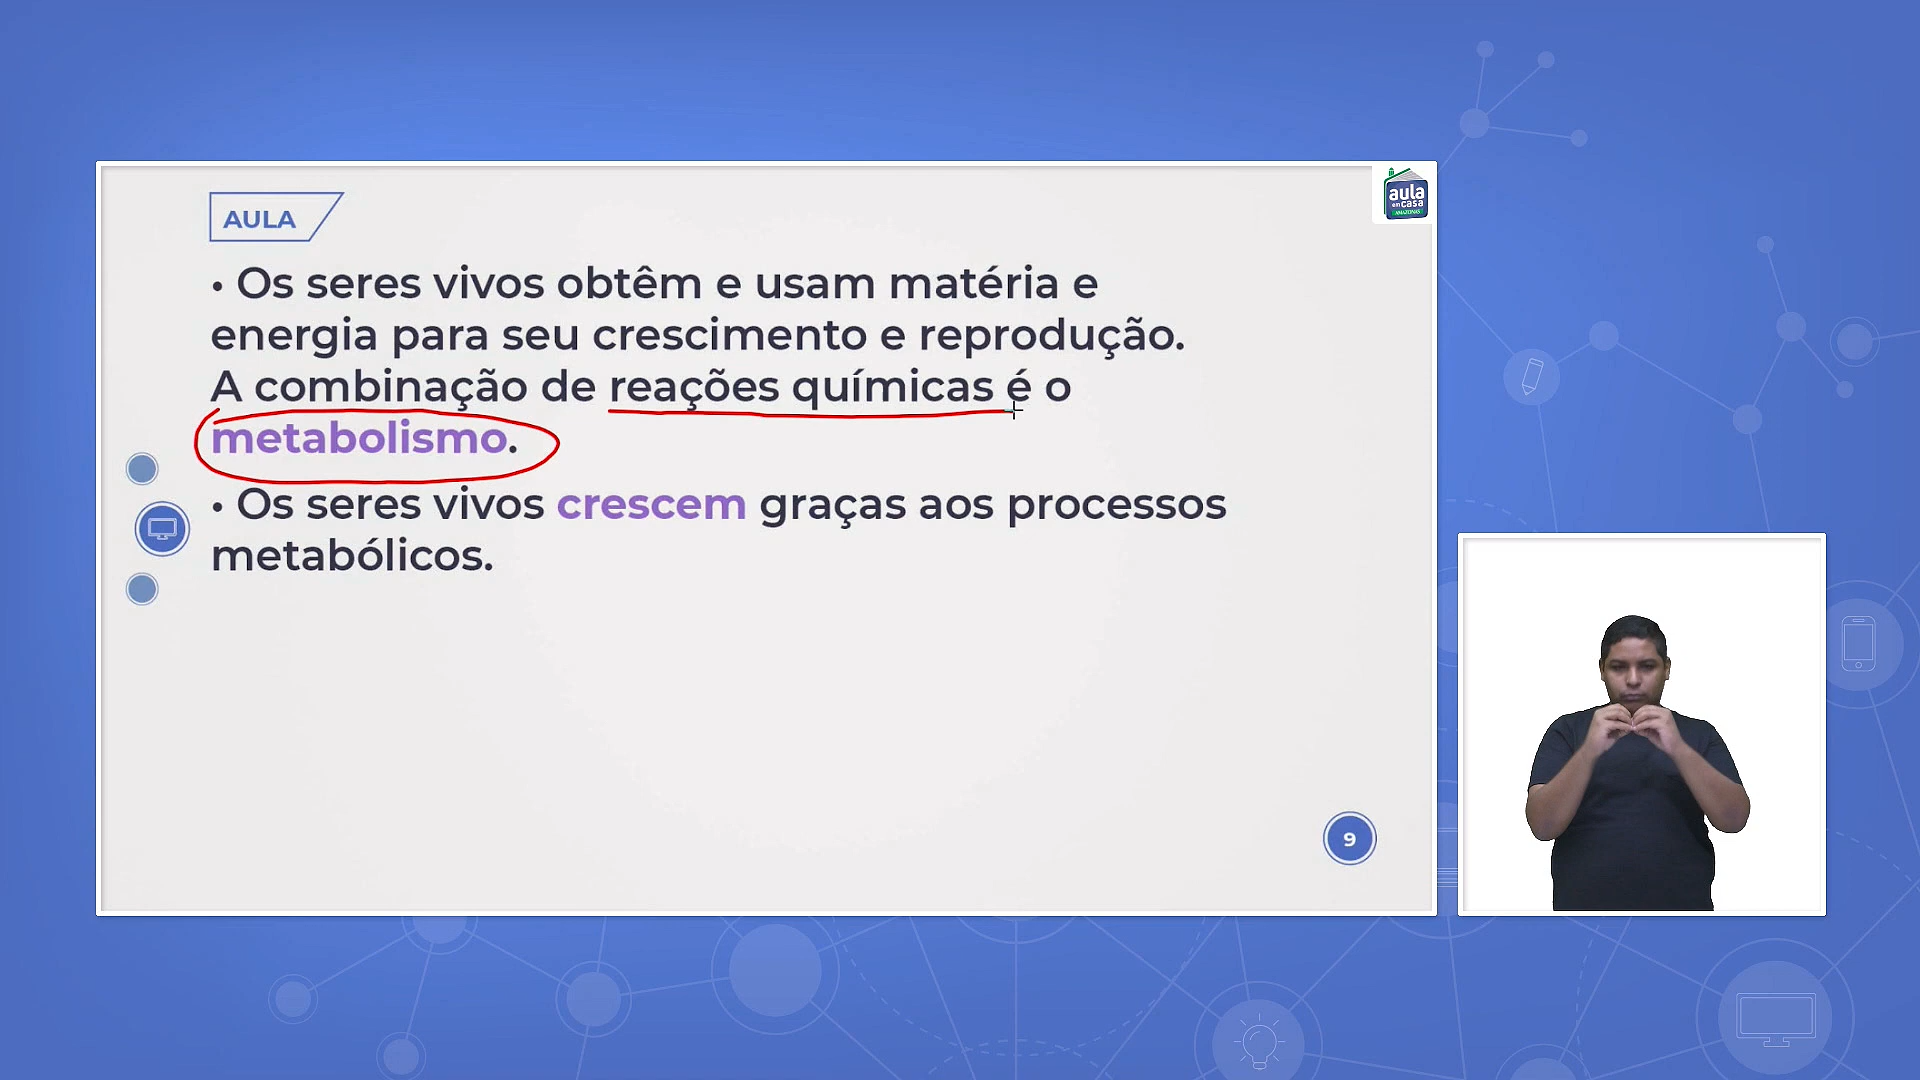 AULA
aula
em casa
AMAZONAS
• Os seres vivos obtêm e usam matéria e
energia para seu crescimento e reprodução.
A combinação de reações químicas é o
metabolismo.
• Os seres vivos crescem graças aos processos
metabólicos.
9